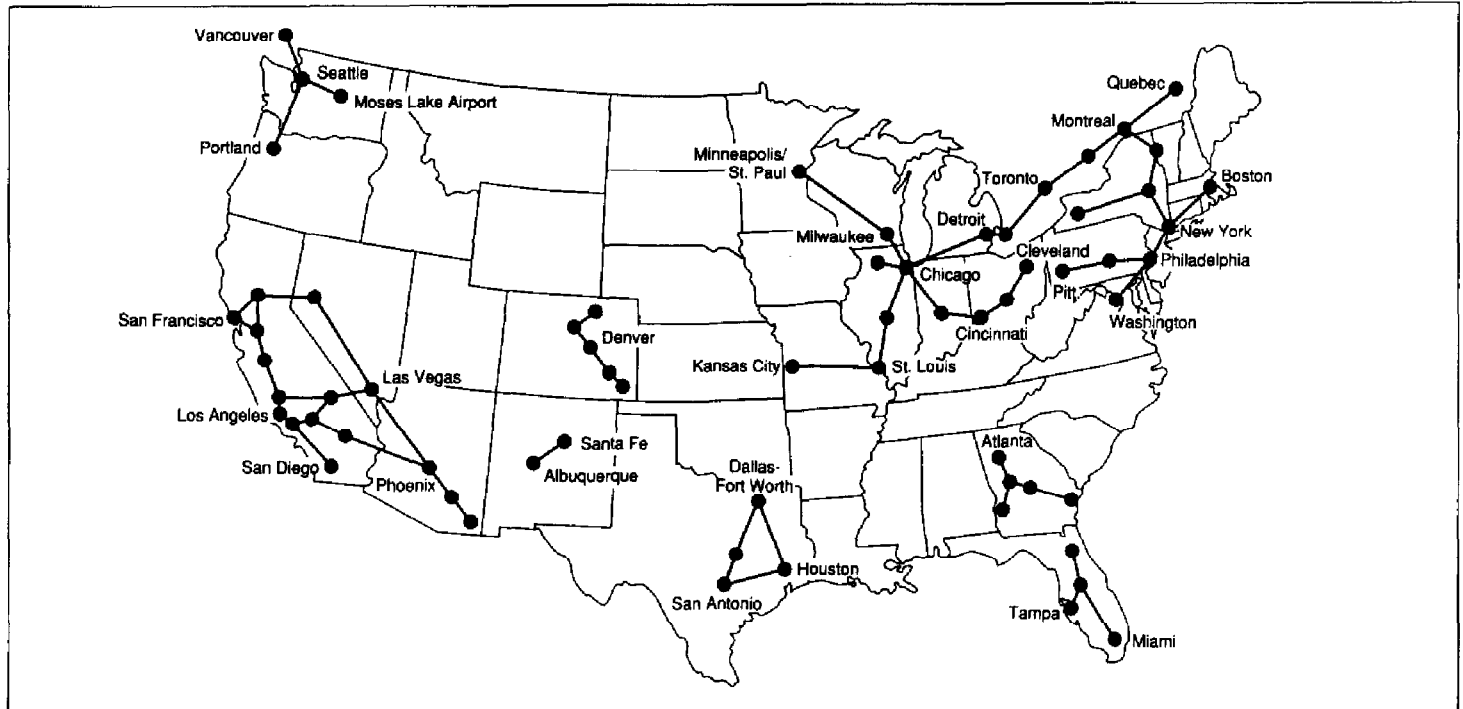 Vancouver
Seattle
Moses Lake Airport
Portland
Quebec
Montreal
Minneapolis/
St. Paul
Toronto
Boston
Detroit
Milwaukee
New York
Cleveland
Chicago
Philadelphia
Pitt.
San Francisco
Denver
Cincinnati
Washington
Kansas City
St. Louis
Las Vegas
Los Angeles
Santa Fe
San Diego
Albuquerque
Phoenix
Dallas-
Fort Worth
Atlanta
Houston
San Antonio
Tampa
Miami